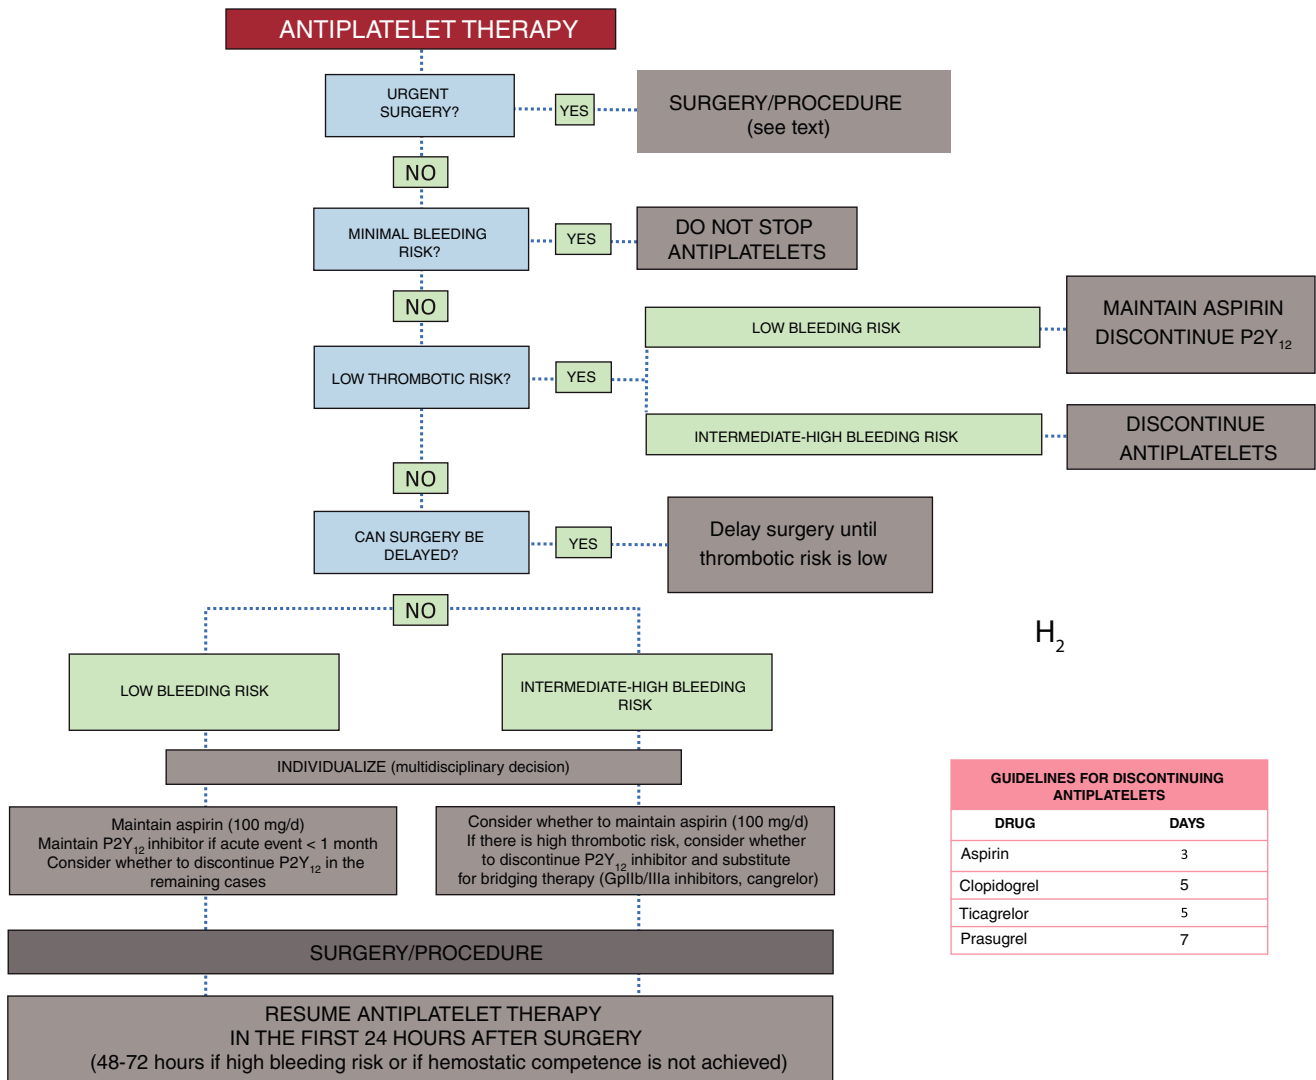 ANTIPLATELET THERAPY
URGENT
SURGERY?
YES
SURGERY/PROCEDURE
(see text)
NO
MINIMAL BLEEDING
RISK?
YES
DO NOT STOP
ANTIPLATELETS
NO
LOW THROMBOTIC RISK?
YES
LOW BLEEDING RISK
MAINTAIN ASPIRIN
DISCONTINUE P2Y₁₂
INTERMEDIATE-HIGH BLEEDING RISK
DISCONTINUE
ANTIPLATELETS
NO
CAN SURGERY BE
DELAYED?
YES
Delay surgery until
thrombotic risk is low
NO
H₂
LOW BLEEDING RISK
INTERMEDIATE-HIGH BLEEDING
RISK
INDIVIDUALIZE (multidisciplinary decision)
Maintain aspirin (100 mg/d)
Maintain P2Y₁₂ inhibitor if acute event < 1 month
Consider whether to discontinue P2Y₁₂ in the
remaining cases
Consider whether to maintain aspirin (100 mg/d)
If there is high thrombotic risk, consider whether
to discontinue P2Y₁₂ inhibitor and substitute
for bridging therapy (GpIIb/IIIa inhibitors, cangrelor)
SURGERY/PROCEDURE
RESUME ANTIPLATELET THERAPY
IN THE FIRST 24 HOURS AFTER SURGERY
(48-72 hours if high bleeding risk or if hemostatic competence is not achieved)
GUIDELINES FOR DISCONTINUING
ANTIPLATELETS
DRUG DAYS
Aspirin 3
Clopidogrel 5
Ticagrelor 5
Prasugrel 7